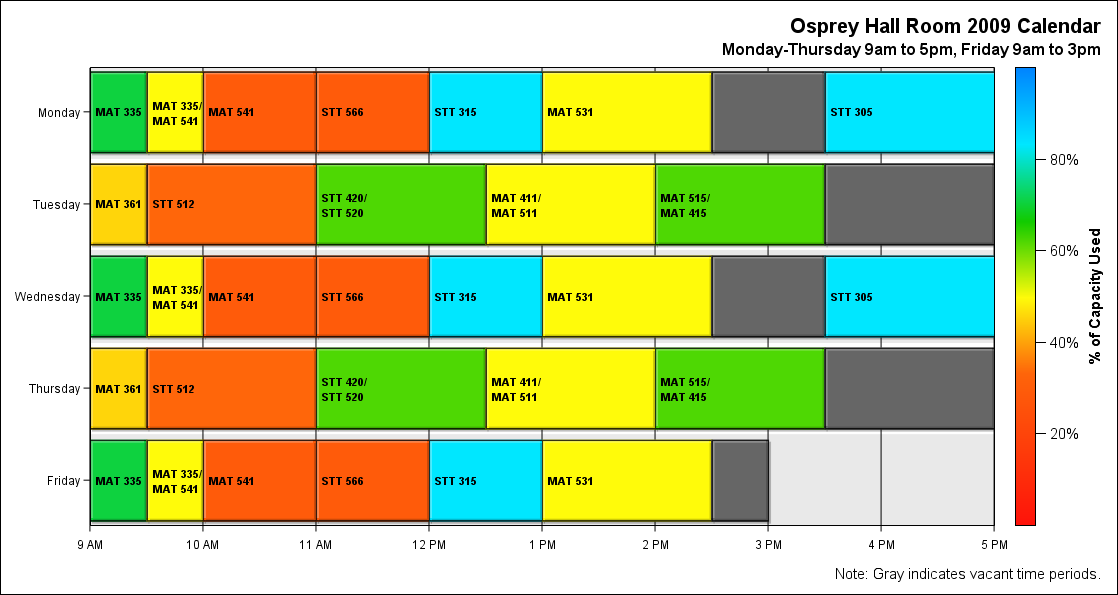 Osprey Hall Room 2009 Calendar
Monday-Thursday 9am to 5pm, Friday 9am to 3pm
Monday
MAT 335
MAT 335/
MAT 541
MAT 541
STT 566
STT 315
MAT 531
STT 305
Tuesday
MAT 361
STT 512
STT 420/
STT 520
MAT 411/
MAT 511
MAT 515/
MAT 415
Wednesday
MAT 335
MAT 335/
MAT 541
MAT 541
STT 566
STT 315
MAT 531
STT 305
Thursday
MAT 361
STT 512
STT 420/
STT 520
MAT 411/
MAT 511
MAT 515/
MAT 415
Friday
MAT 335
MAT 335/
MAT 541
MAT 541
STT 566
STT 315
MAT 531
9 AM
10 AM
11 AM
12 PM
1 PM
2 PM
3 PM
4 PM
5 PM
80%
60%
40%
20%
% of Capacity Used
Note: Gray indicates vacant time periods.